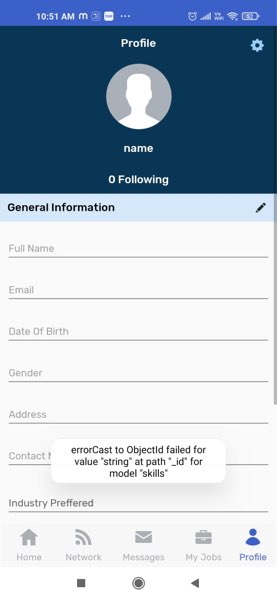 10:51 AM
Profile
name
0 Following
General Information
Full Name
Email
Date Of Birth
Gender
Address
Contact
errorCast to ObjectId failed for
value "string" at path "_id" for
model "skills"
Industry Preffered
Home Network Messages My Jobs Profile